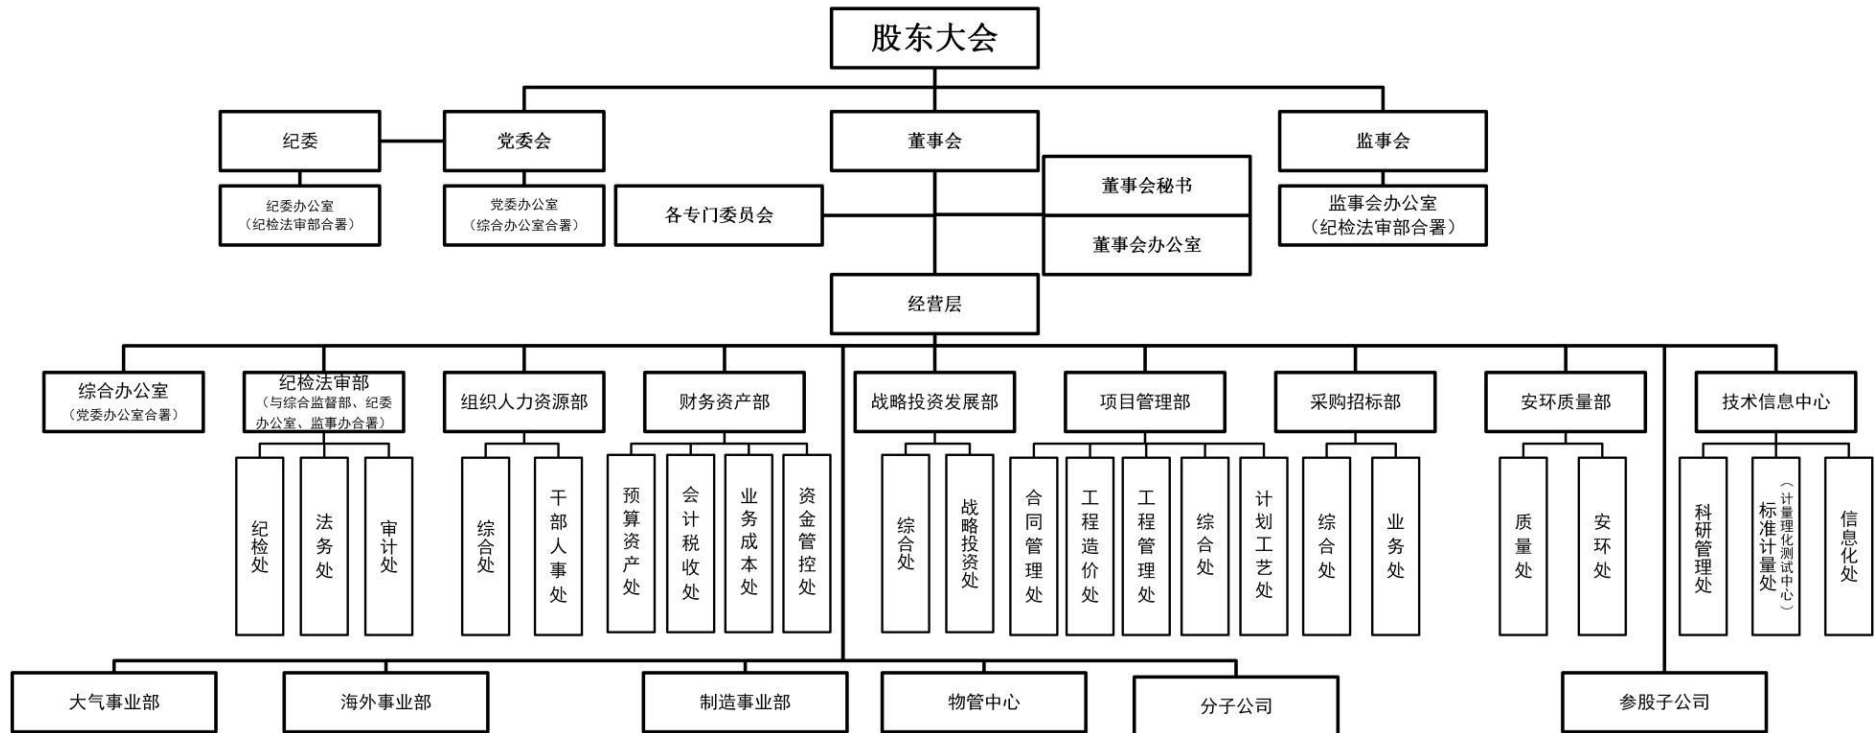 股东大会
纪委
党委会
董事会
监事会
纪委办公室
（纪检法审部合署）
党委办公室
（综合办公室合署）
各专门委员会
董事会秘书
董事会办公室
监事会办公室
（纪检法审部合署）
经营层
综合办公室
（党委办公室合署）
纪检法审部
（与综合监督部、纪委
办公室、监事办合署）
组织人力资源部
财务资产部
战略投资发展部
项目管理部
采购招标部
安环质量部
技术信息中心
纪检处
法务处
审计处
综合处
干部人事处
预算资产处
会计税收处
业务成本处
资金管控处
综合处
战略投资处
合同管理处
工程造价处
工程管理处
综合处
计划工艺处
综合处
业务处
质量处
安环处
科研管理处
标准计量处
（计量理化测试中心）
信息化处
大气事业部
海外事业部
制造事业部
物管中心
分子公司
参股子公司